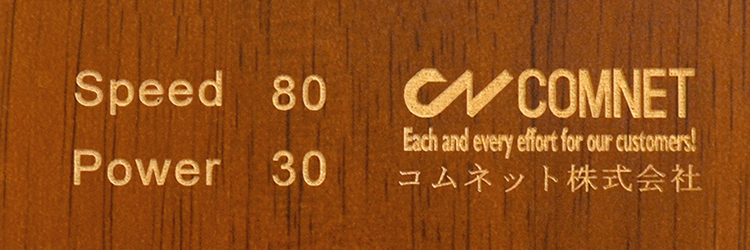 Speed 80
Power 30
CN COMNET
Each and every effort for our customers!
コムネット株式会社